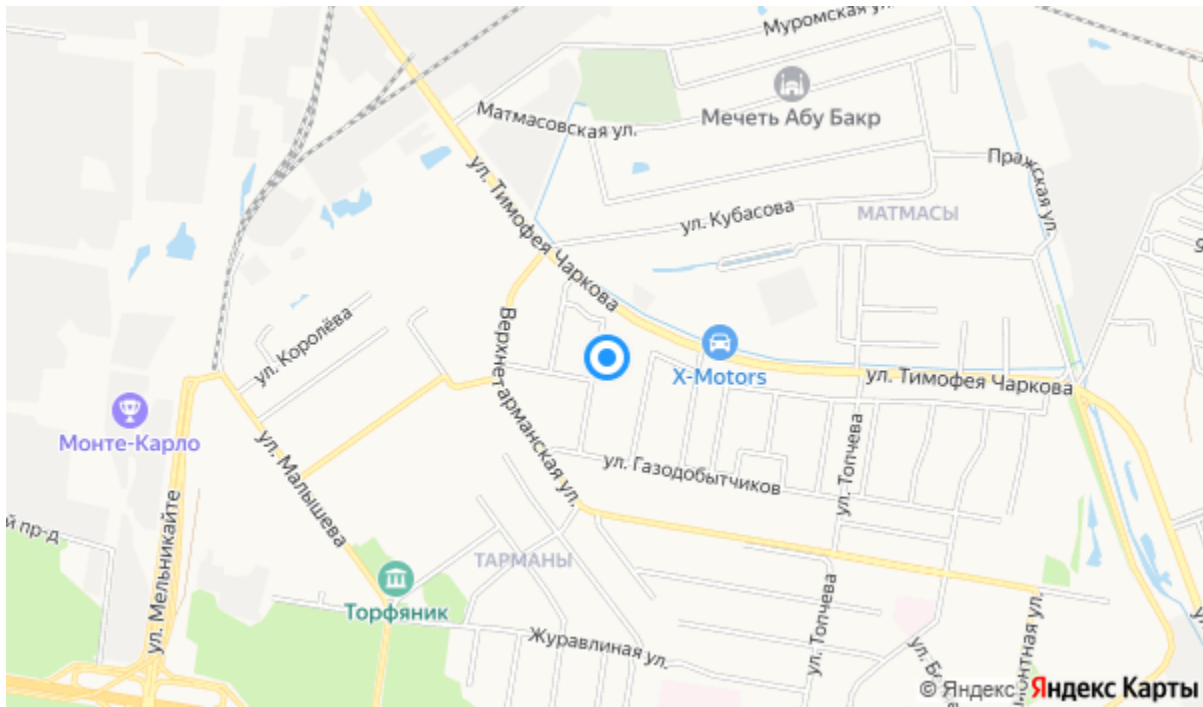 Муромская ул.
Мечеть Абу Бакр
Матмасовская ул.
Пражская ул.
ул. Тимофея Чаркова
ул. Кубасова
МАТМАСЫ
Верхнетарманская ул.
ул. Королёва
X-Motors
ул. Тимофея Чаркова
Монте-Карло
ул. Малышева
ул. Газодобытчиков
ул. Топчева
й пр-д
ул. Мельникайте
ТАРМАНЫ
Торфяник
Журавлиная ул.
ул. Топчева
© Яндекс
Яндекс Карты